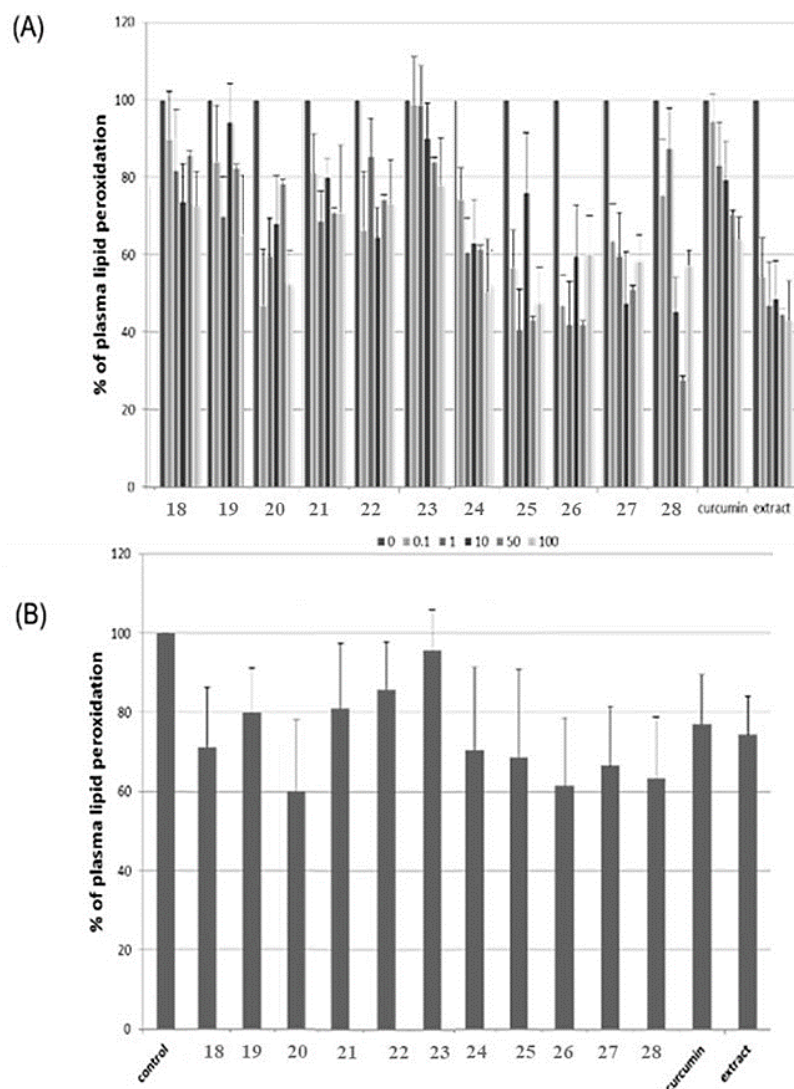 (A)
% of plasma lipid peroxidation
120
100
80
60
40
20
0
18 19 20 21 22 23 24 25 26 27 28 curcumin extract
■0 ■0.1 ■1 ■10 ■50 ■100
(B)
% of plasma lipid peroxidation
120
100
80
60
40
20
0
control 18 19 20 21 22 23 24 25 26 27 28 curcumin extract